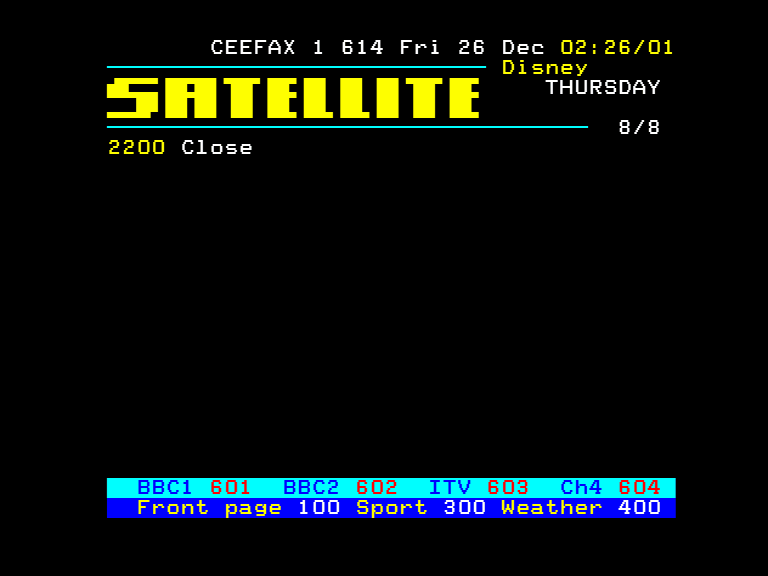 CEEFAX 1 614 Fri 26 Dec 02:26/01
Disney
SATELLITE THURSDAY
8/8
2200 Close
BBC1 601 BBC2 602 ITV 603 Ch4 604
Front page 100 Sport 300 Weather 400